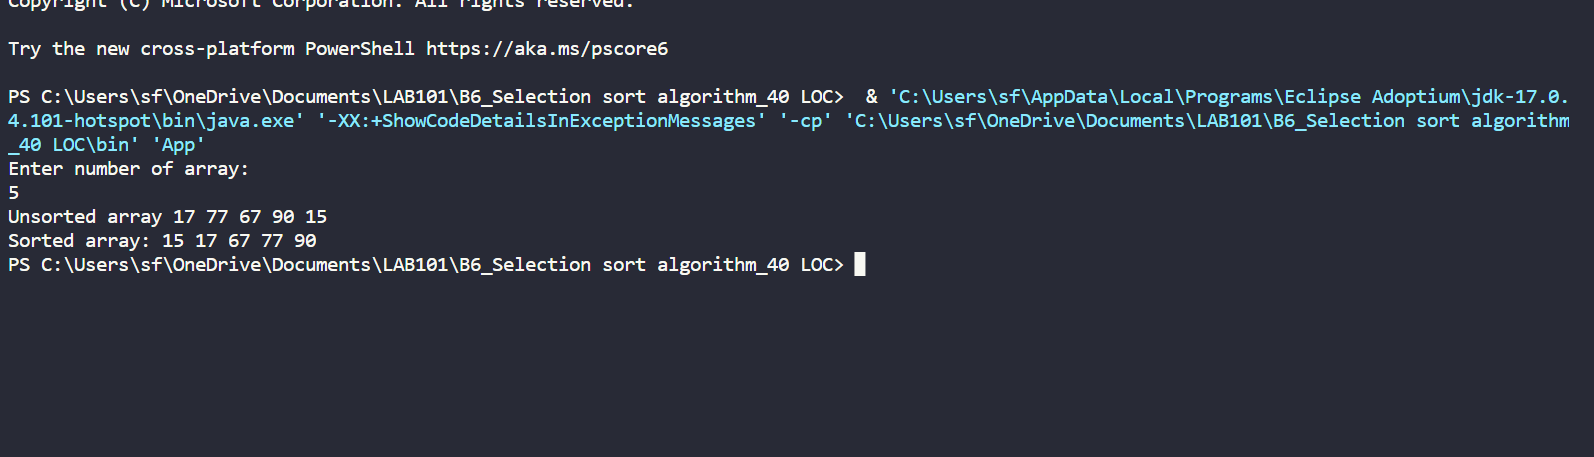 Copyright (C) Microsoft Corporation. All rights reserved.
Try the new cross-platform PowerShell https://aka.ms/pscore6
PS C:\Users\sf\OneDrive\Documents\LAB101\B6_Selection sort algorithm_40 LOC>  & 'C:\Users\sf\AppData\Local\Programs\Eclipse Adoptium\jdk-17.0.
4.101-hotspot\bin\java.exe' '-XX:+ShowCodeDetailsInExceptionMessages' '-cp' 'C:\Users\sf\OneDrive\Documents\LAB101\B6_Selection sort algorithm
_40 LOC\bin' 'App'
Enter number of array:
5
Unsorted array 17 77 67 90 15
Sorted array: 15 17 67 77 90
PS C:\Users\sf\OneDrive\Documents\LAB101\B6_Selection sort algorithm_40 LOC>